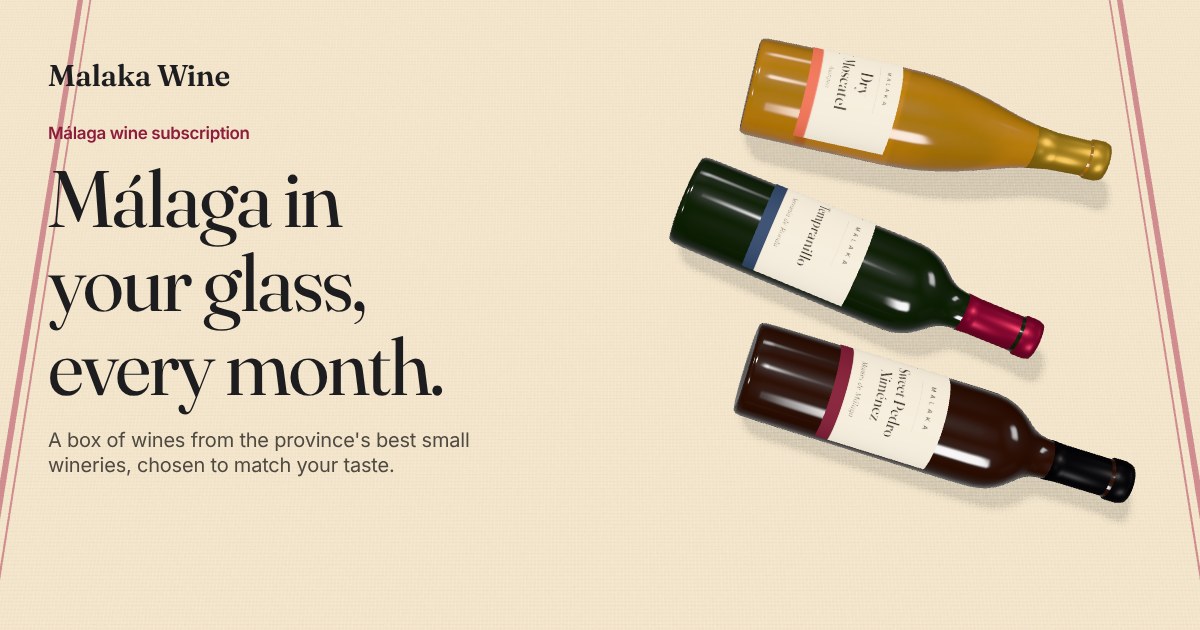 Malaka Wine
Málaga wine subscription
Málaga in
your glass,
every month.
A box of wines from the province's best small
wineries, chosen to match your taste.
MALAKA
Dry
Moscatel
MALAKA
Tempranillo
MALAKA
Sweet Pedro
Ximénez
Montes de Málaga